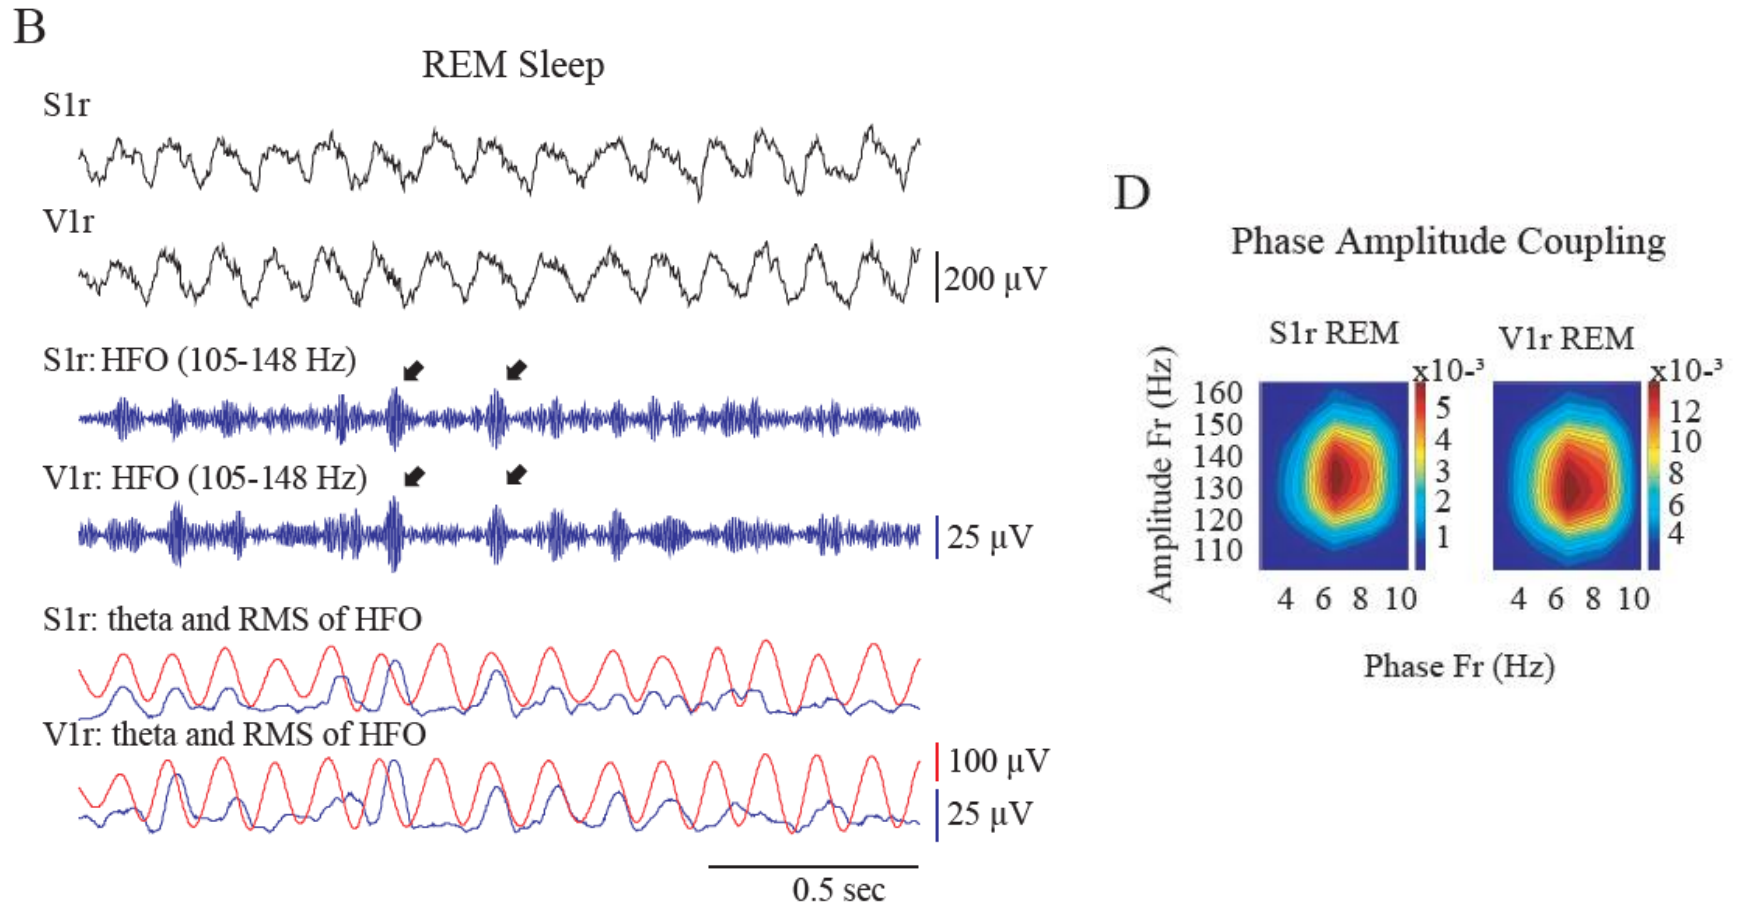 B
REM Sleep
S1r
V1r
200 µV
S1r: HFO (105-148 Hz)
V1r: HFO (105-148 Hz)
25 µV
S1r: theta and RMS of HFO
V1r: theta and RMS of HFO
100 µV
25 µV
0.5 sec
D
Phase Amplitude Coupling
S1r REM
V1r REM
x10-³
x10-³
Amplitude Fr (Hz)
160
150
140
130
120
110
5
4
3
2
1
12
10
8
6
4
4 6 8 10
4 6 8 10
Phase Fr (Hz)